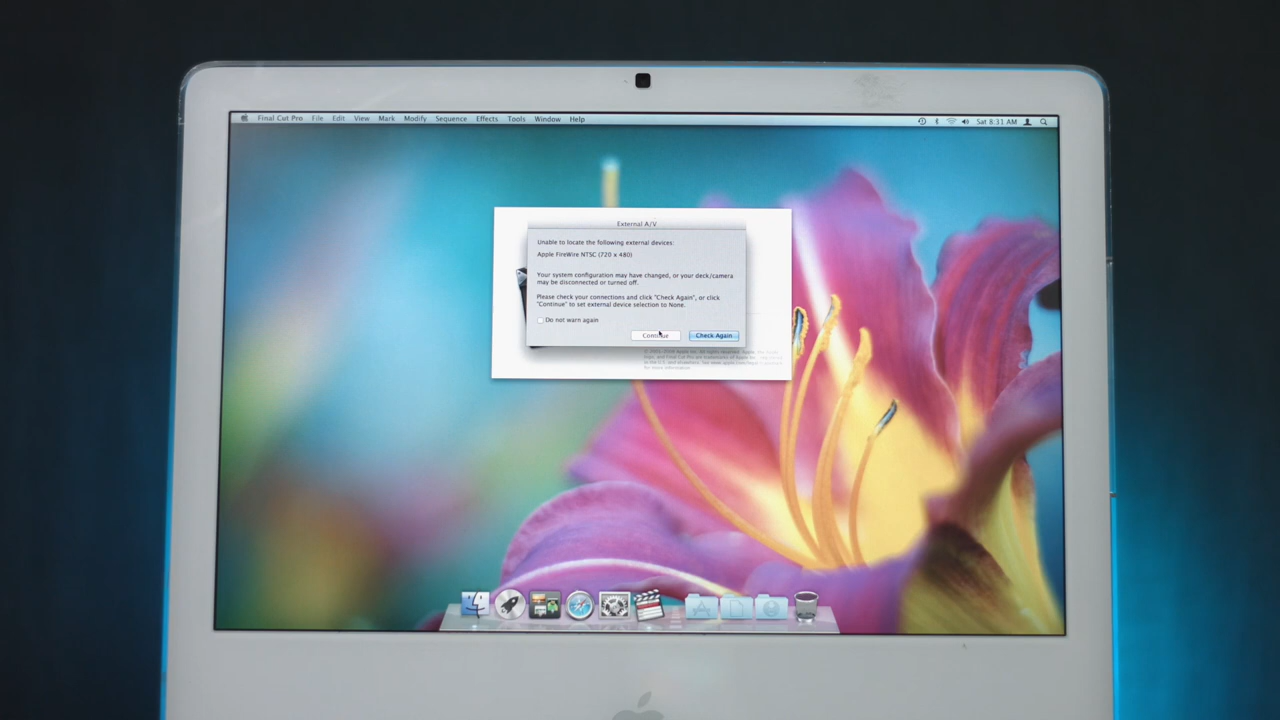 Final Cut Pro File Edit View Mark Modify Sequence Effects Tools Window Help Sat 8:31 AM
External A/V
Unable to locate the following external devices:
Apple FireWire NTSC (720 x 480)
Your system configuration may have changed, or your deck/camera
may be disconnected or turned off.
Please check your connections and click "Check Again", or click
"Continue" to set external device selection to None.
Do not warn again
Continue Check Again